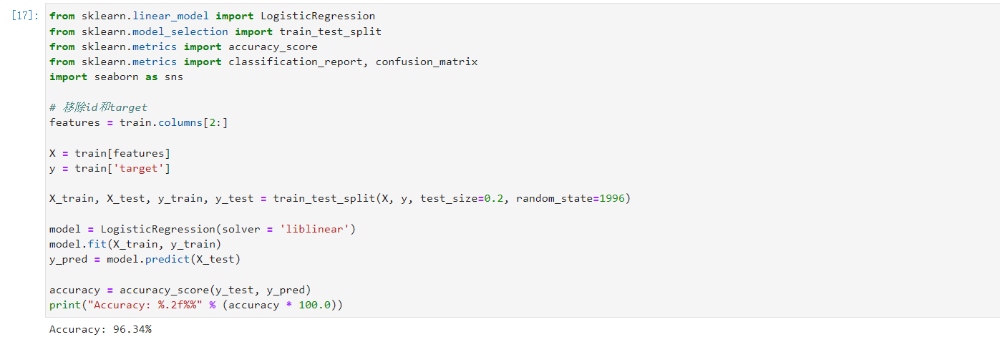 [17]:
from sklearn.linear_model import LogisticRegression
from sklearn.model_selection import train_test_split
from sklearn.metrics import accuracy_score
from sklearn.metrics import classification_report, confusion_matrix
import seaborn as sns
# 移除id和target
features = train.columns[2:]
X = train[features]
y = train['target']
X_train, X_test, y_train, y_test = train_test_split(X, y, test_size=0.2, random_state=1996)
model = LogisticRegression(solver = 'liblinear')
model.fit(X_train, y_train)
y_pred = model.predict(X_test)
accuracy = accuracy_score(y_test, y_pred)
print("Accuracy: %.2f%%" % (accuracy * 100.0))
Accuracy: 96.34%